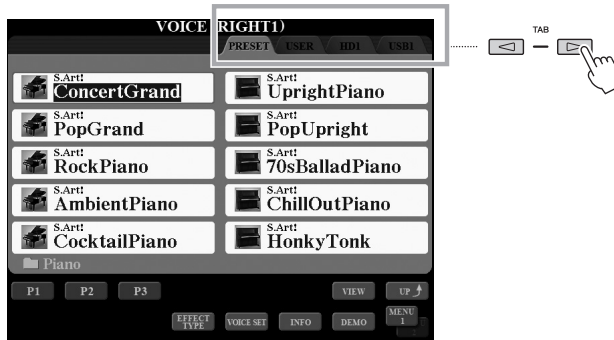 VOICE (RIGHT1)
PRESET USER HD1 USB1
TAB
S.Art!
ConcertGrand
S.Art!
UprightPiano
S.Art!
PopGrand
S.Art!
PopUpright
S.Art!
RockPiano
S.Art!
70sBalladPiano
S.Art!
AmbientPiano
S.Art!
ChillOutPiano
S.Art!
CocktailPiano
S.Art!
HonkyTonk
Piano
P1 P2 P3 VIEW UP
EFFECT TYPE
VOICE SET INFO DEMO
MENU 1